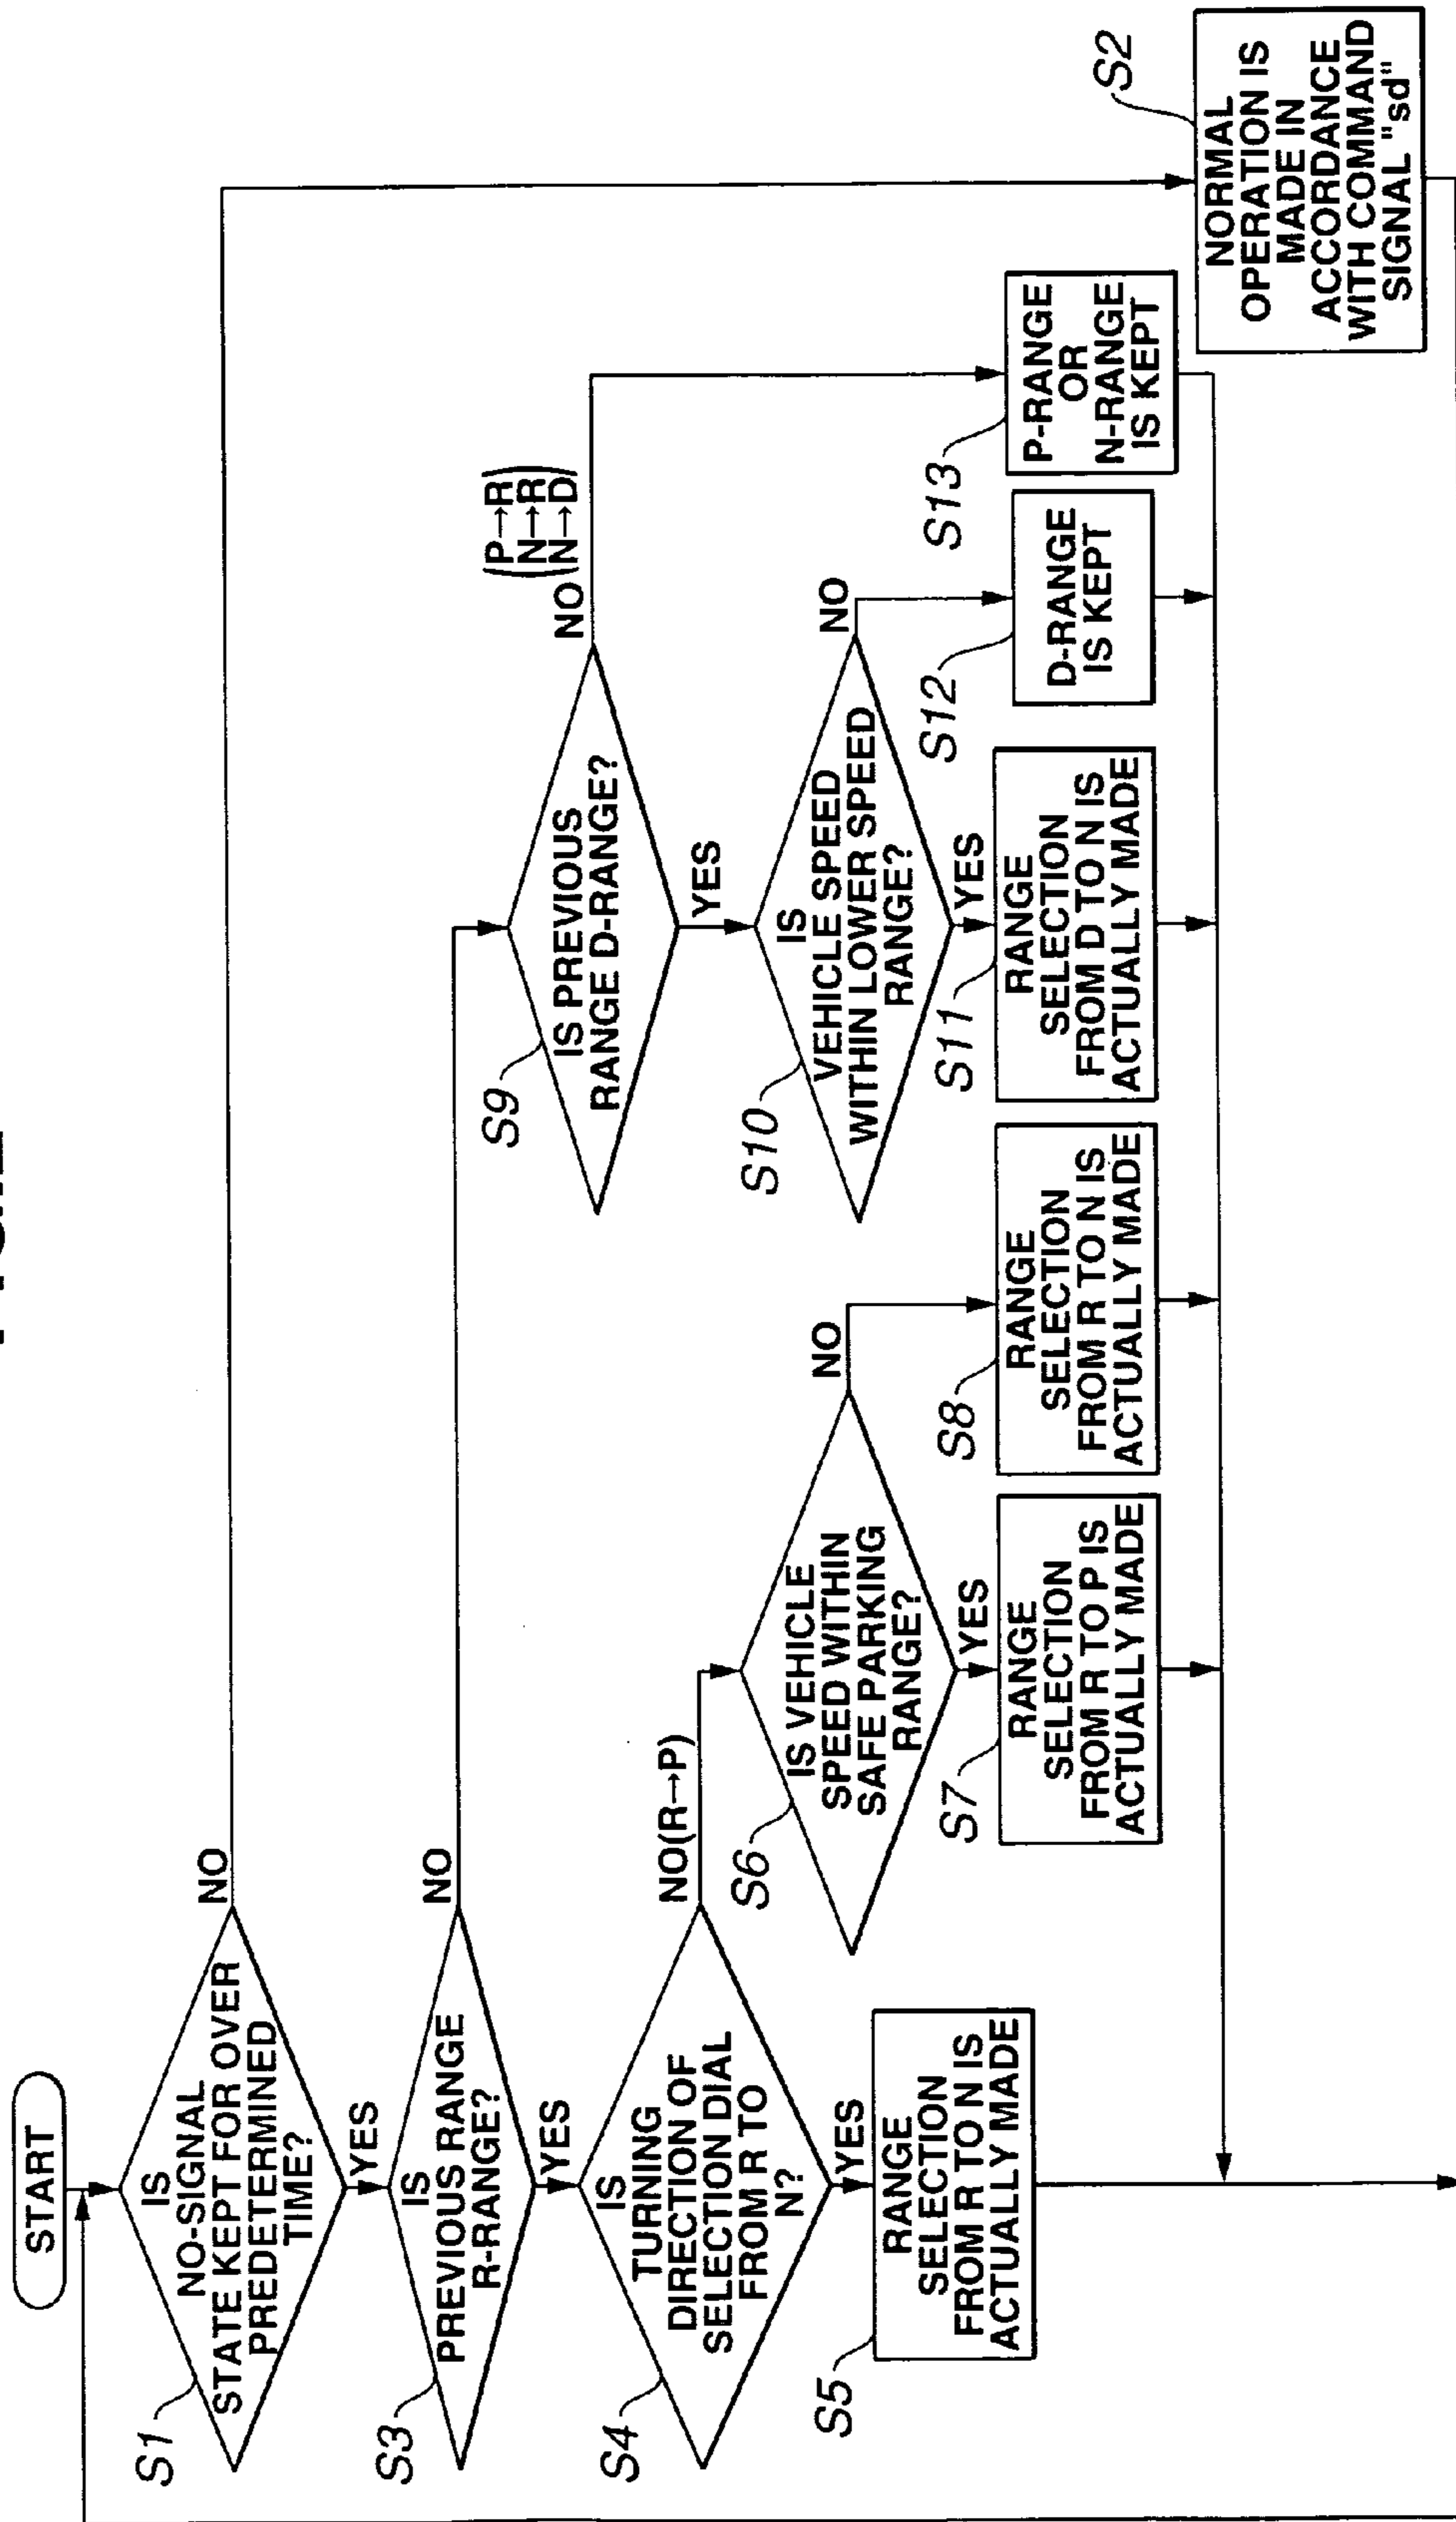 START
S1
IS
NO-SIGNAL
STATE KEPT FOR OVER
PREDETERMINED
TIME?
NO
YES
S3
IS
PREVIOUS RANGE
R-RANGE?
NO
YES
S4
IS
TURNING
DIRECTION OF
SELECTION DIAL
FROM R TO
N?
NO(R→P)
YES
S5
RANGE
SELECTION
FROM R TO N IS
ACTUALLY MADE
S6
IS VEHICLE
SPEED WITHIN
SAFE PARKING
RANGE?
NO
YES
S7
RANGE
SELECTION
FROM R TO P IS
ACTUALLY MADE
S8
RANGE
SELECTION
FROM R TO N IS
ACTUALLY MADE
S9
IS PREVIOUS
RANGE D-RANGE?
NO
(P→R
N→R
N→D)
YES
S10
IS
VEHICLE SPEED
WITHIN LOWER SPEED
RANGE?
NO
YES
S11
RANGE
SELECTION
FROM D TO N IS
ACTUALLY MADE
S12
D-RANGE
IS KEPT
S13
P-RANGE
OR
N-RANGE
IS KEPT
S2
NORMAL
OPERATION IS
MADE IN
ACCORDANCE
WITH COMMAND
SIGNAL "sd"